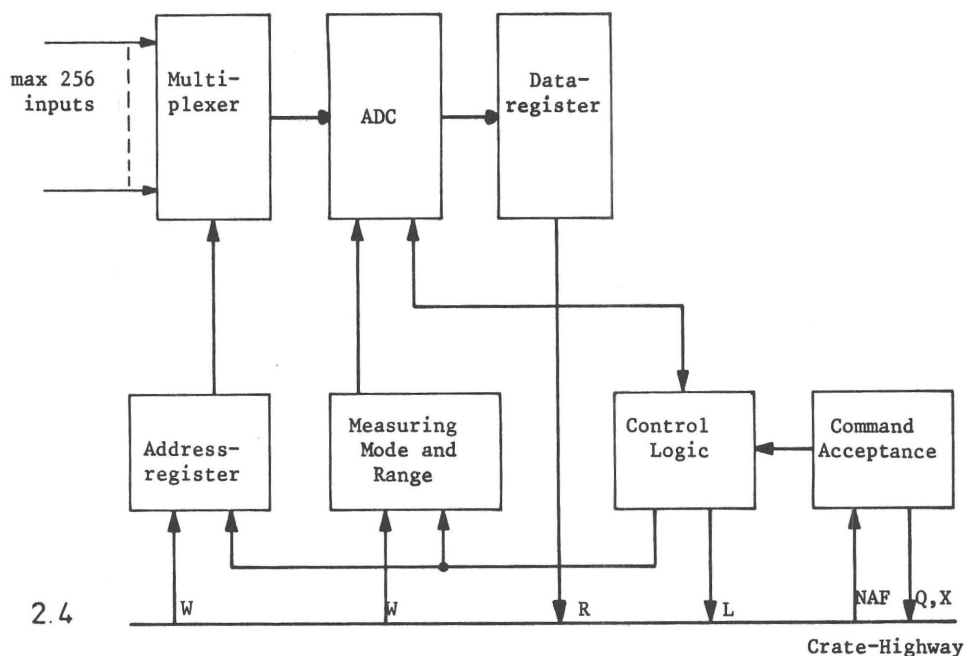 max 256
inputs
Multi-
plexer
ADC
Data-
register
Address-
register
Measuring
Mode and
Range
Control
Logic
Command
Acceptance
2.4
W
W
R
L
NAF
Q,X
Crate-Highway